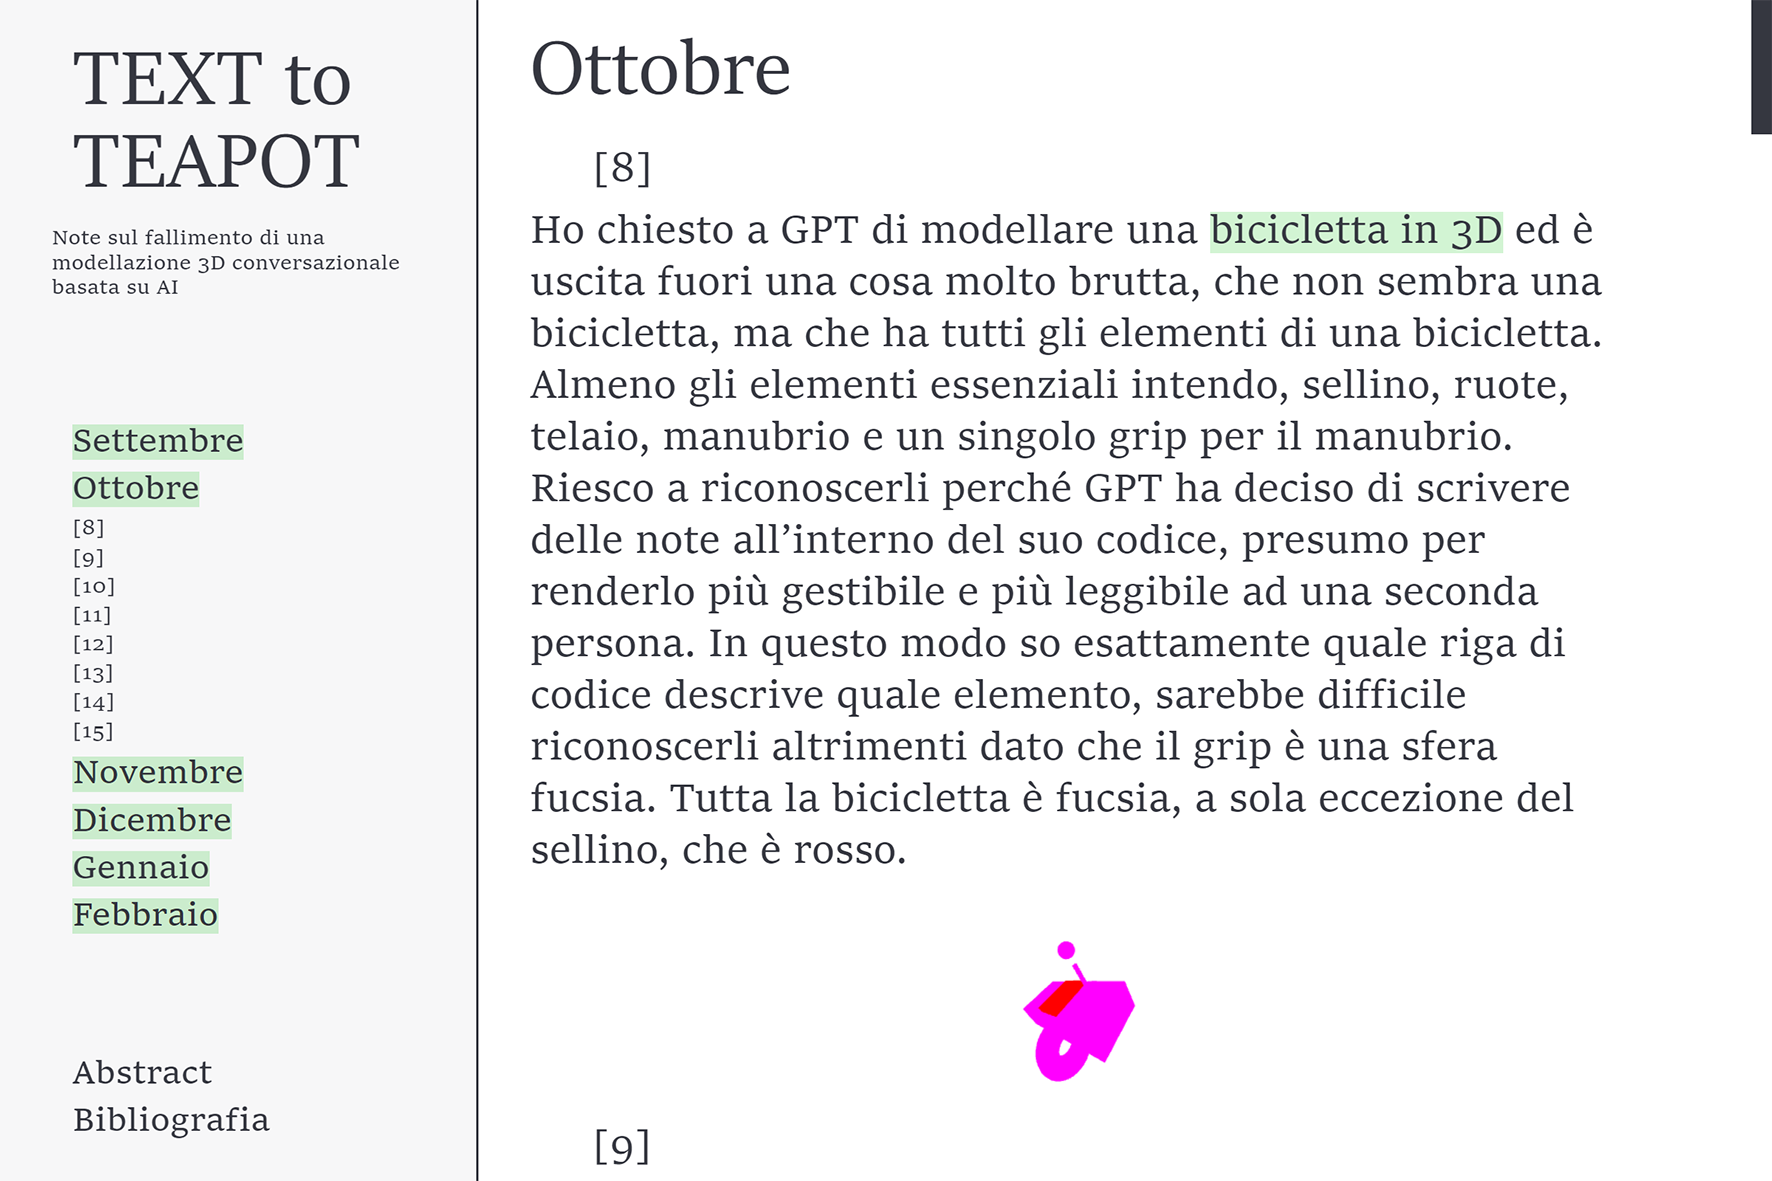 TEXT to
TEAPOT
Note sul fallimento di una
modellazione 3D conversazionale
basata su AI
Settembre
Ottobre
[8]
[9]
[10]
[11]
[12]
[13]
[14]
[15]
Novembre
Dicembre
Gennaio
Febbraio
Abstract
Bibliografia
Ottobre
[8]
Ho chiesto a GPT di modellare una bicicletta in 3D ed è
uscita fuori una cosa molto brutta, che non sembra una
bicicletta, ma che ha tutti gli elementi di una bicicletta.
Almeno gli elementi essenziali intendo, sellino, ruote,
telaio, manubrio e un singolo grip per il manubrio.
Riesco a riconoscerli perché GPT ha deciso di scrivere
delle note all’interno del suo codice, presumo per
renderlo più gestibile e più leggibile ad una seconda
persona. In questo modo so esattamente quale riga di
codice descrive quale elemento, sarebbe difficile
riconoscerli altrimenti dato che il grip è una sfera
fucsia. Tutta la bicicletta è fucsia, a sola eccezione del
sellino, che è rosso.
[9]